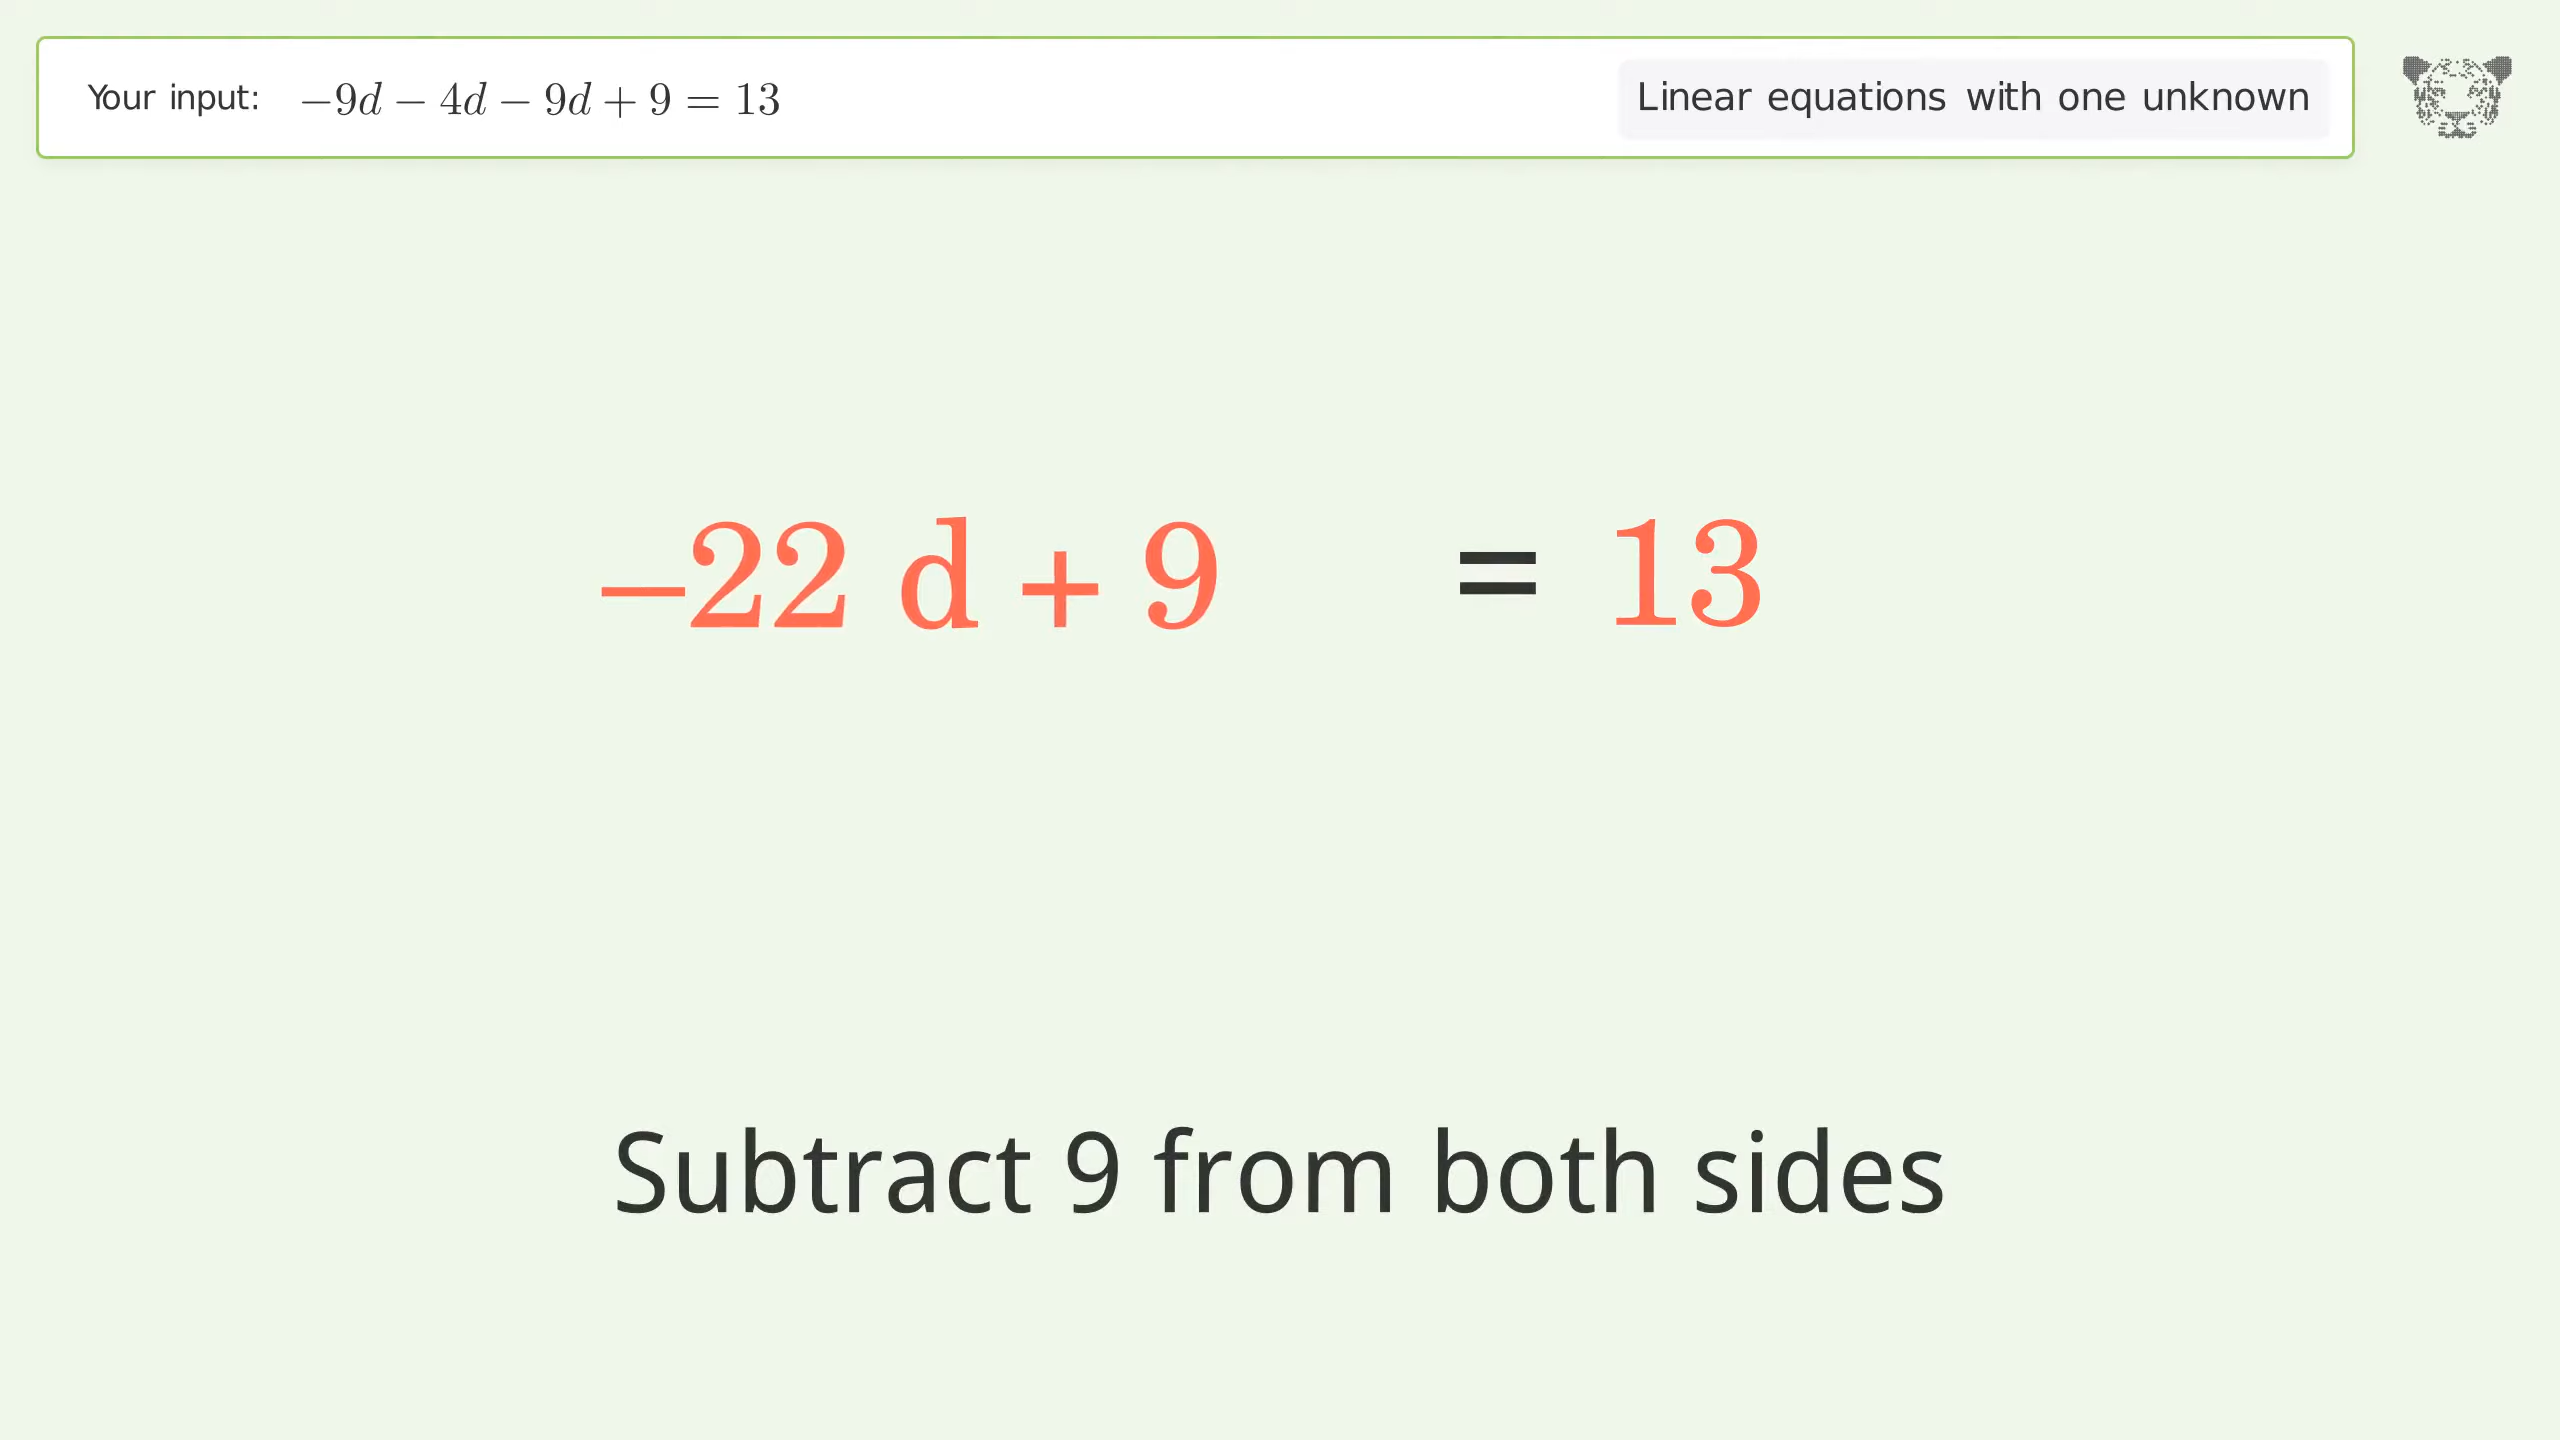 Your input: −9d − 4d − 9d + 9 = 13
Linear equations with one unknown
−22 d + 9 = 13
Subtract 9 from both sides